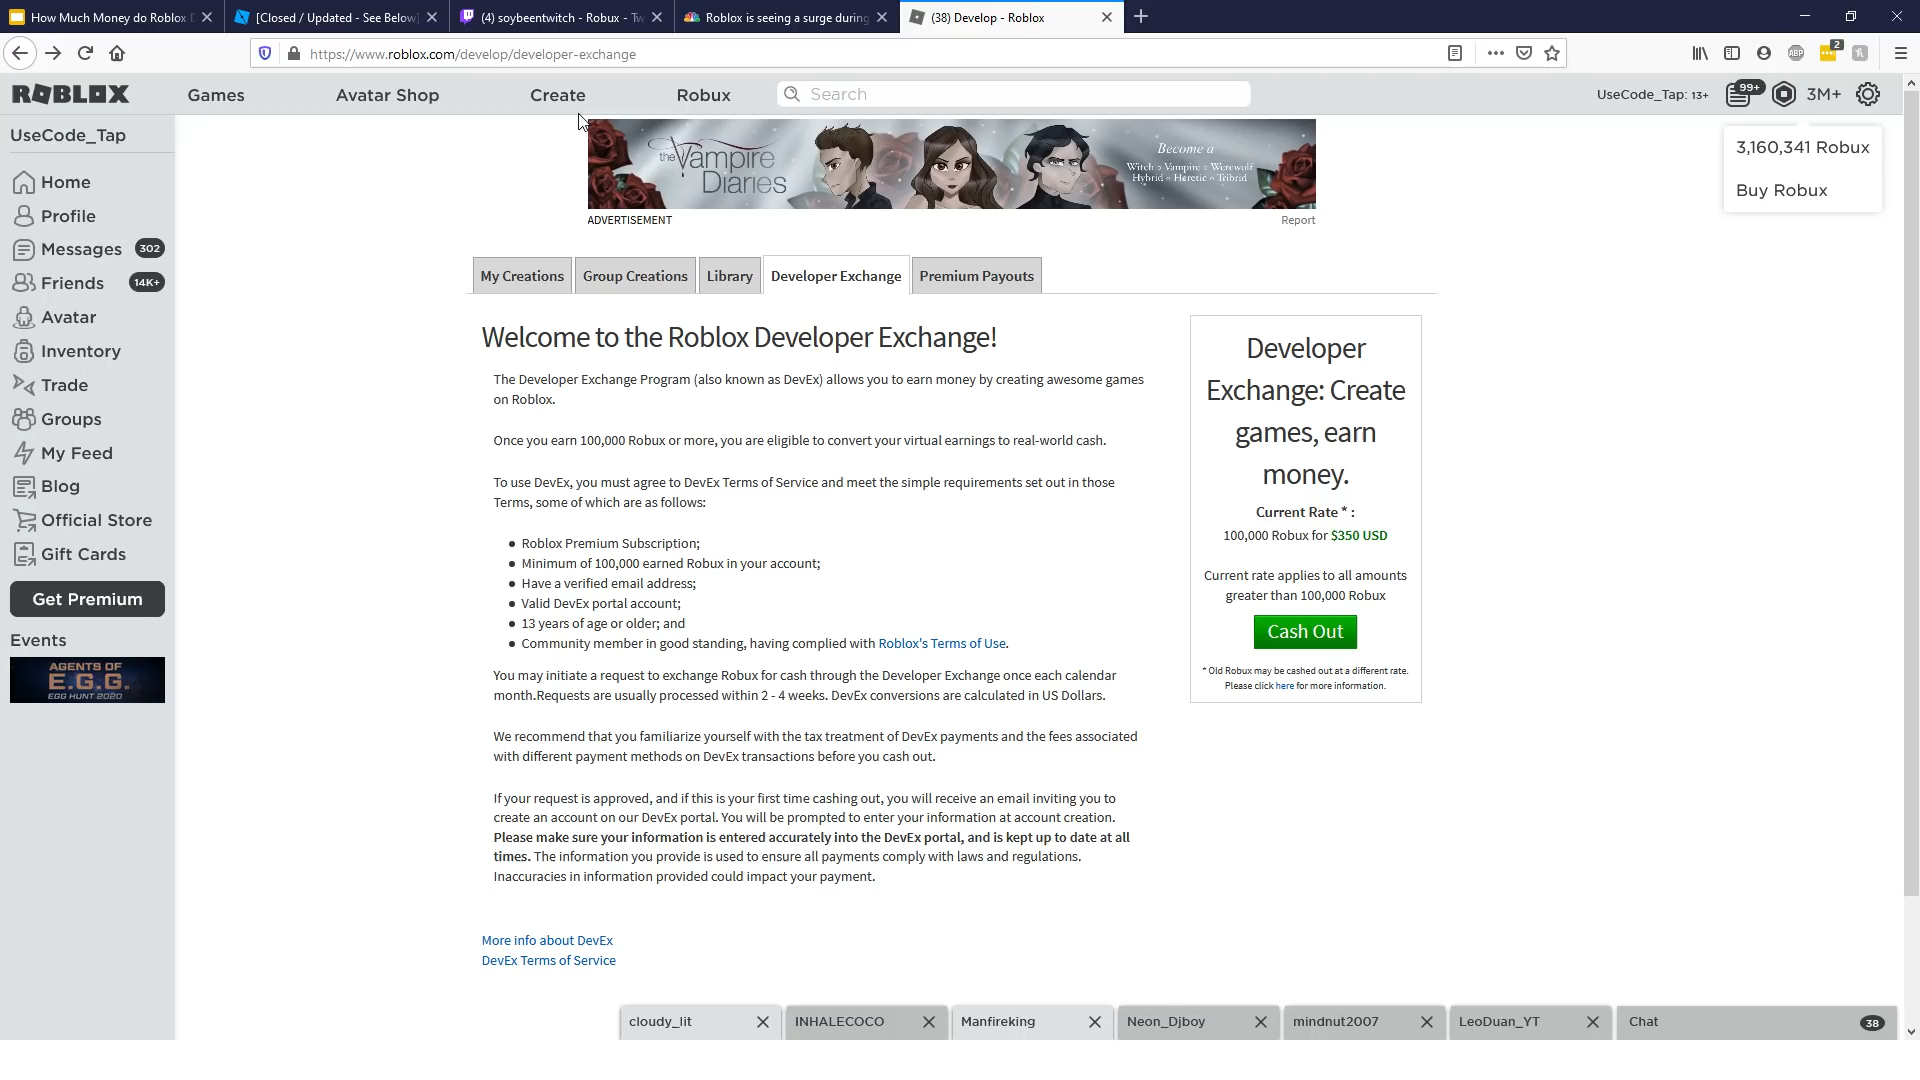 How Much Money do Roblox D
[Closed / Updated - See Below]
(4) soybeentwitch - Robux - Tw
Roblox is seeing a surge during
(38) Develop - Roblox
https://www.roblox.com/develop/developer-exchange
ABP
2
ROBLOX
Games
Avatar Shop
Create
Robux
Search
UseCode_Tap: 13+
99+
3M+
3,160,341 Robux
Buy Robux
UseCode_Tap
Home
Profile
Messages 302
Friends 14K+
Avatar
Inventory
Trade
Groups
My Feed
Blog
Official Store
Gift Cards
Get Premium
Events
AGENTS OF
E.G.G.
EGG HUNT 2020
the Vampire
Diaries
Become a
Witch ⋄ Vampire ⋄ Werewolf
Hybrid ⋄ Heretic ⋄ Tribrid
ADVERTISEMENT
Report
My Creations
Group Creations
Library
Developer Exchange
Premium Payouts
Welcome to the Roblox Developer Exchange!
The Developer Exchange Program (also known as DevEx) allows you to earn money by creating awesome games
on Roblox.
Once you earn 100,000 Robux or more, you are eligible to convert your virtual earnings to real-world cash.
To use DevEx, you must agree to DevEx Terms of Service and meet the simple requirements set out in those
Terms, some of which are as follows:
● Roblox Premium Subscription;
● Minimum of 100,000 earned Robux in your account;
● Have a verified email address;
● Valid DevEx portal account;
● 13 years of age or older; and
● Community member in good standing, having complied with Roblox's Terms of Use.
You may initiate a request to exchange Robux for cash through the Developer Exchange once each calendar
month.Requests are usually processed within 2 - 4 weeks. DevEx conversions are calculated in US Dollars.
We recommend that you familiarize yourself with the tax treatment of DevEx payments and the fees associated
with different payment methods on DevEx transactions before you cash out.
If your request is approved, and if this is your first time cashing out, you will receive an email inviting you to
create an account on our DevEx portal. You will be prompted to enter your information at account creation.
Please make sure your information is entered accurately into the DevEx portal, and is kept up to date at all
times. The information you provide is used to ensure all payments comply with laws and regulations.
Inaccuracies in information provided could impact your payment.
More info about DevEx
DevEx Terms of Service
Developer
Exchange: Create
games, earn
money.
Current Rate * :
100,000 Robux for $350 USD
Current rate applies to all amounts
greater than 100,000 Robux
Cash Out
* Old Robux may be cashed out at a different rate.
Please click here for more information.
cloudy_lit
INHALECOCO
Manfireking
Neon_Djboy
mindnut2007
LeoDuan_YT
Chat
38